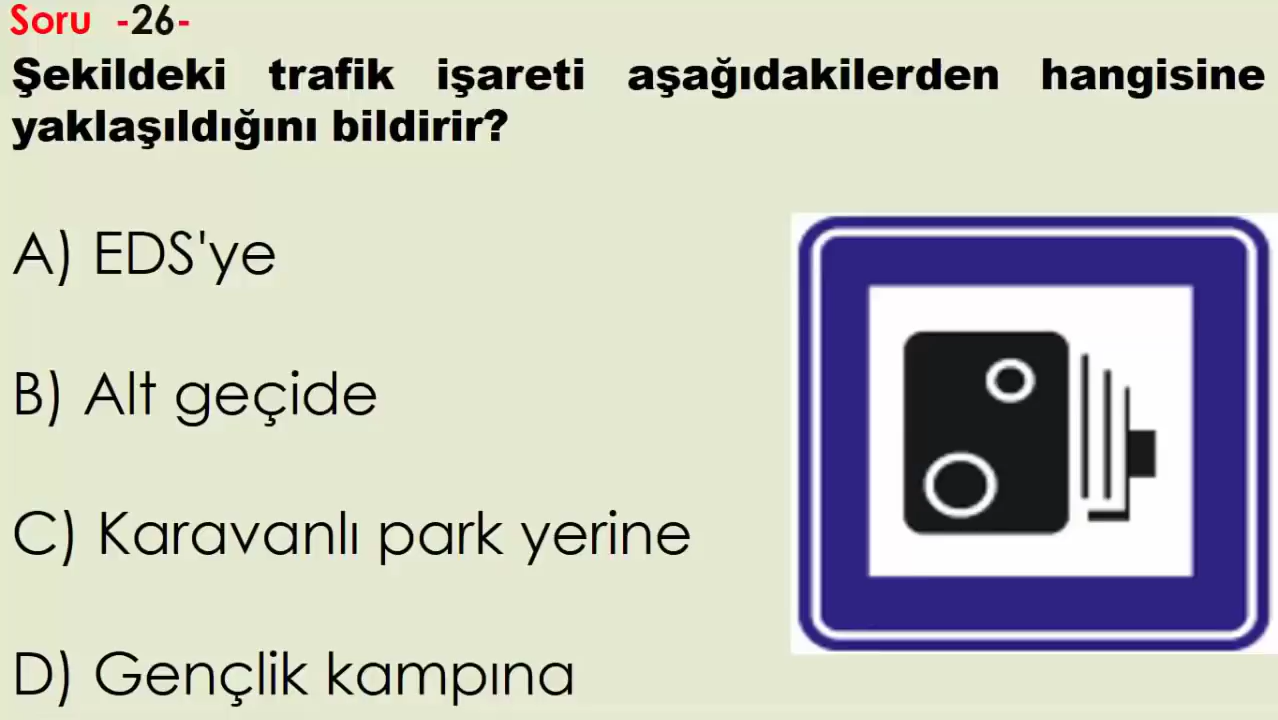 Soru -26-
Şekildeki trafik işareti aşağıdakilerden hangisine
yaklaşıldığını bildirir?
A) EDS'ye
B) Alt geçide
C) Karavanlı park yerine
D) Gençlik kampına